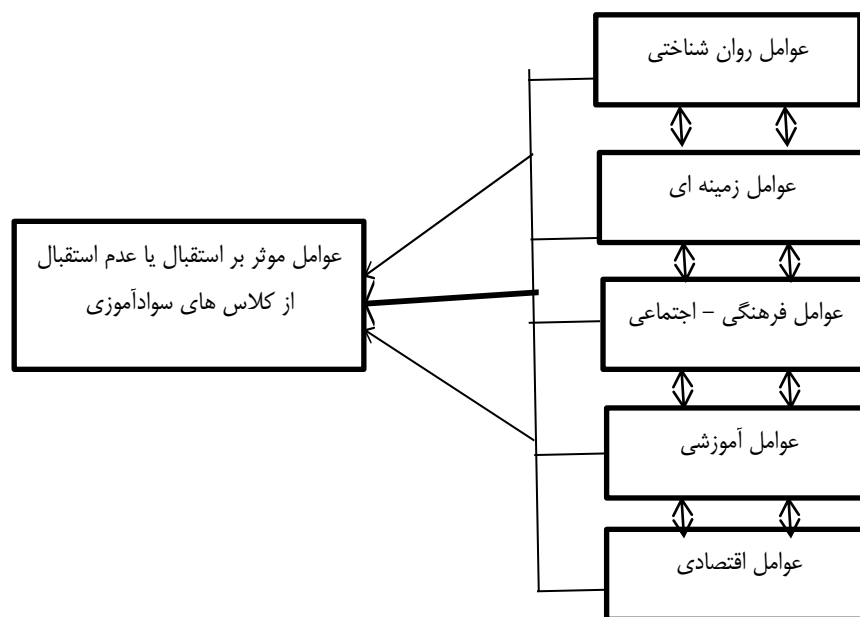 عوامل روان شناختی
عوامل زمینه ای
عوامل موثر بر استقبال یا عدم استقبال
از کلاس های سوادآموزی
عوامل فرهنگی – اجتماعی
عوامل آموزشی
عوامل اقتصادی